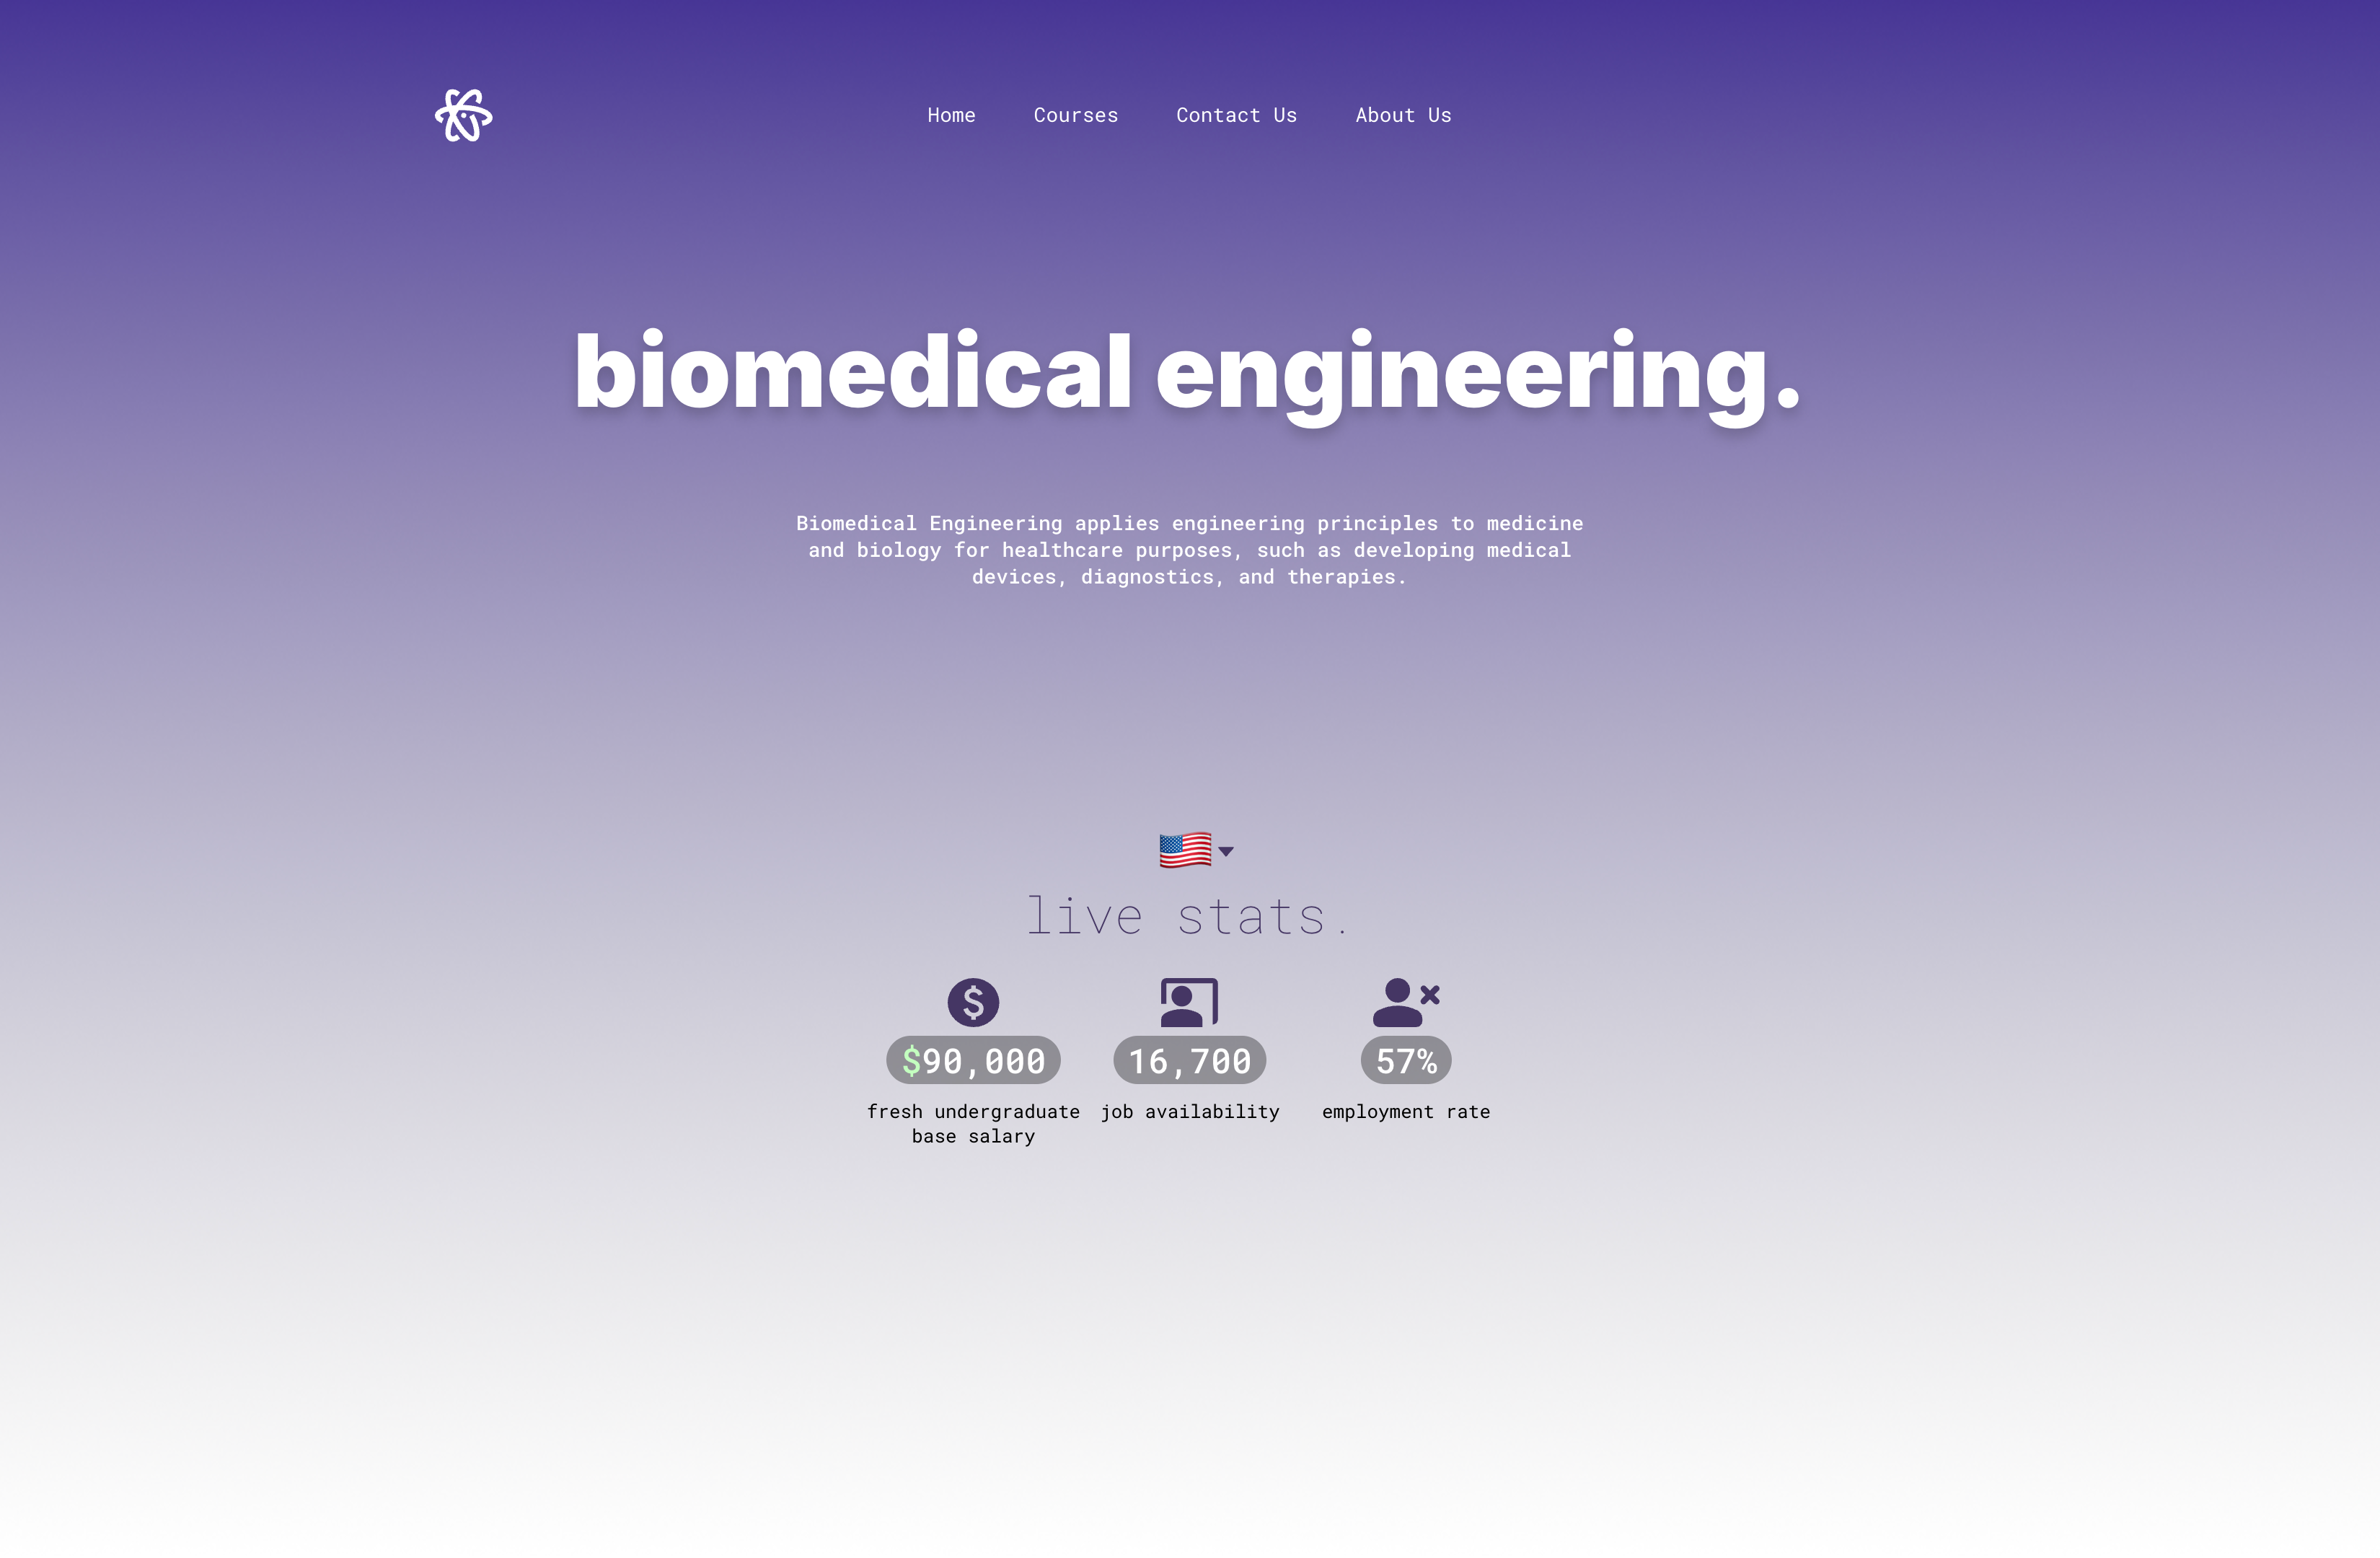 Home Courses Contact Us About Us
biomedical engineering.
Biomedical Engineering applies engineering principles to medicine
and biology for healthcare purposes, such as developing medical
devices, diagnostics, and therapies.
live stats.
$90,000 16,700 57%
fresh undergraduate job availability employment rate
base salary